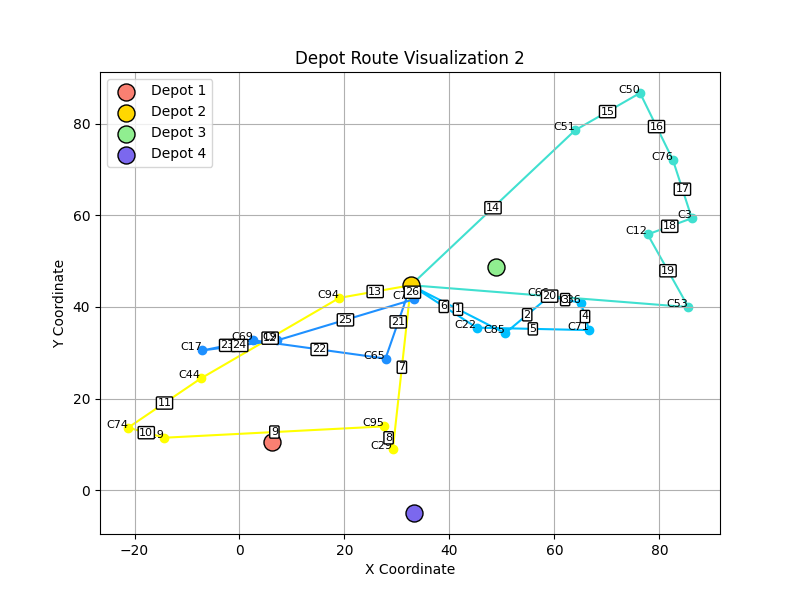 Depot Route Visualization 2
Depot 1
Depot 2
Depot 3
Depot 4
C50
15
C51
16
C76
17
14
C3
18
C12
19
C94
13
26
20
C53
6
1
2
4
25
21
C22
C85
5
C71
C17
23
24
C69
22
C65
7
C44
11
C74
10
9
C95
8
C29
80
60
40
20
0
−20
0
20
40
60
80
X Coordinate
Y Coordinate